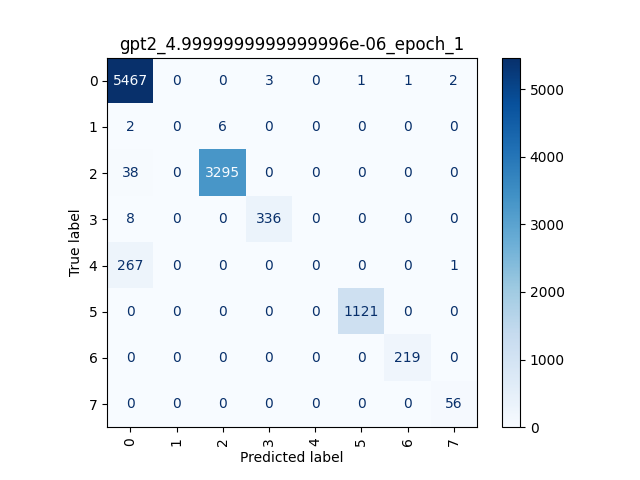 gpt2_4.9999999999999996e-06_epoch_1
True label
0 5467 0 0 3 0 1 1 2
1 2 0 6 0 0 0 0 0
2 38 0 3295 0 0 0 0 0
3 8 0 0 336 0 0 0 0
4 267 0 0 0 0 0 0 1
5 0 0 0 0 0 1121 0 0
6 0 0 0 0 0 0 219 0
7 0 0 0 0 0 0 0 56
0 1 2 3 4 5 6 7
Predicted label
5000
4000
3000
2000
1000
0